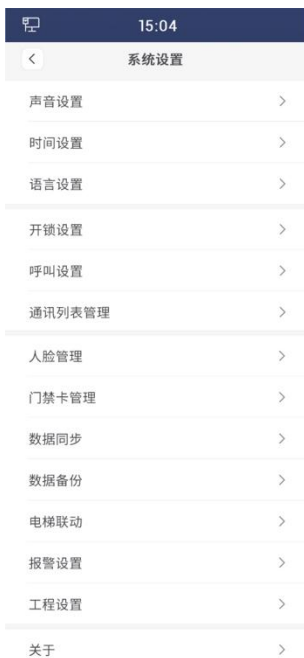 15:04
系统设置
声音设置
时间设置
语言设置
开锁设置
呼叫设置
通讯列表管理
人脸管理
门禁卡管理
数据同步
数据备份
电梯联动
报警设置
工程设置
关于